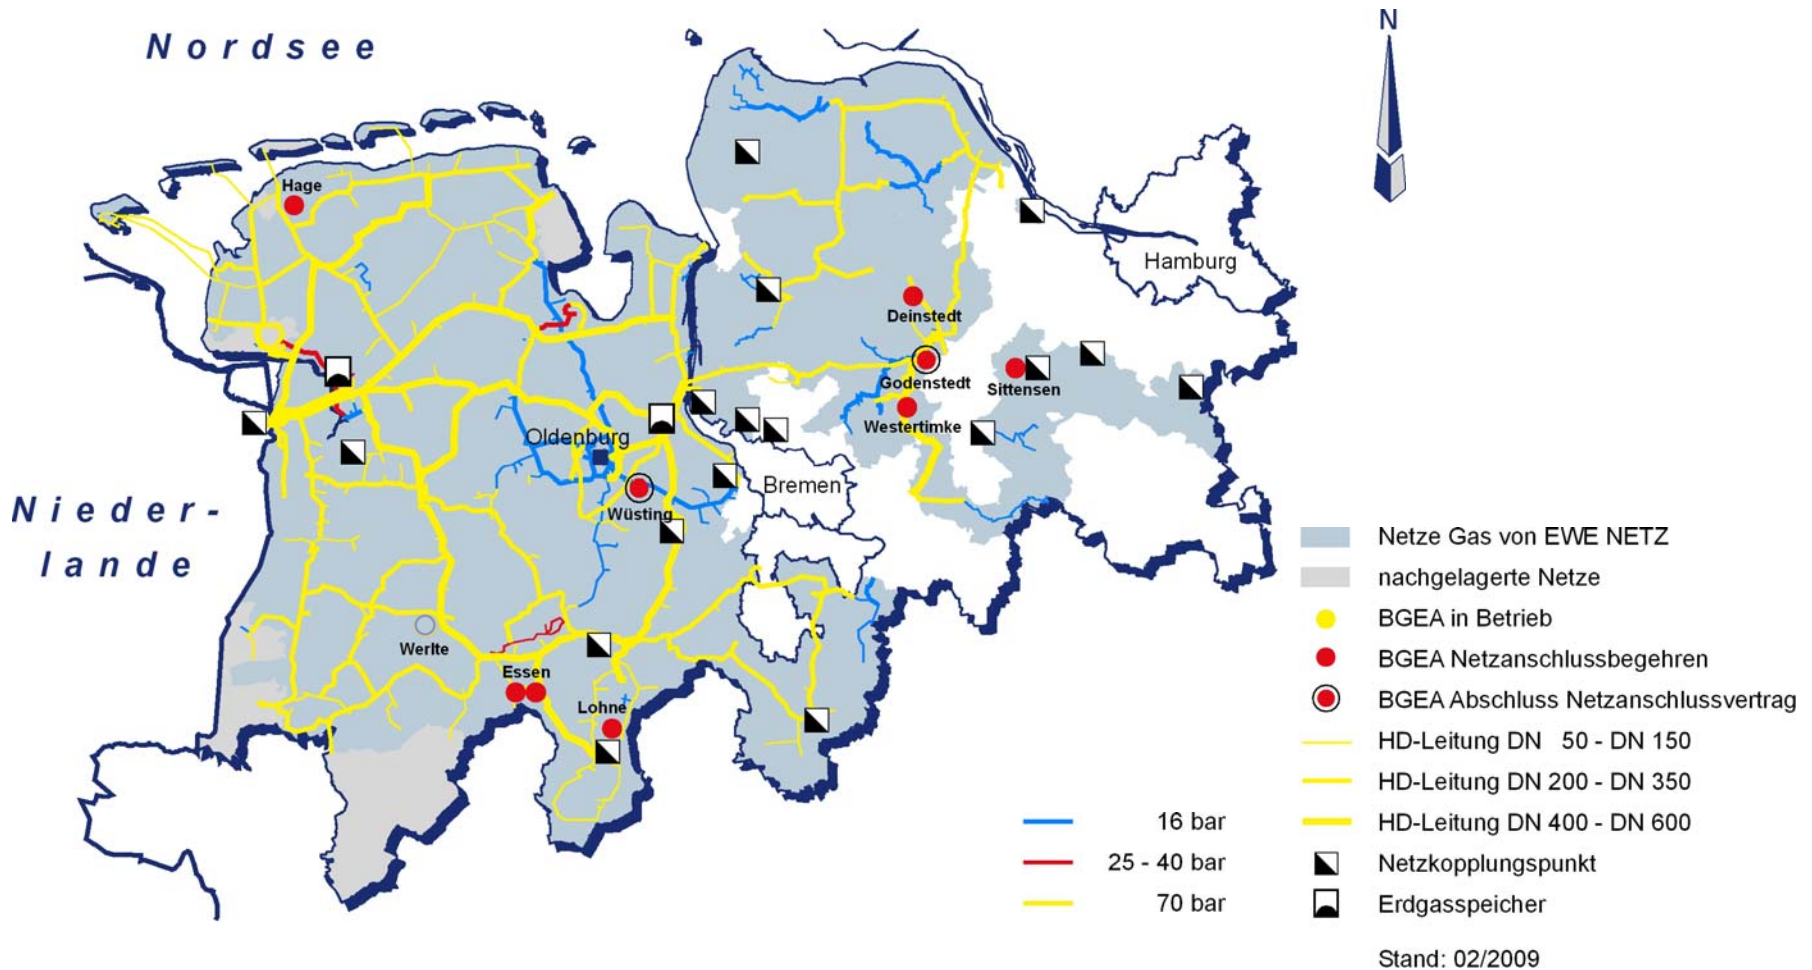 Nordsee
N
Hage
Hamburg
Deinstedt
Godenstedt
Sittensen
Westertimke
Oldenburg
Bremen
Nieder-
lande
Wüsting
Werlte
Essen
Lohne
Netze Gas von EWE NETZ
nachgelagerte Netze
BGEA in Betrieb
BGEA Netzanschlussbegehren
BGEA Abschluss Netzanschlussvertrag
HD-Leitung DN 50 - DN 150
HD-Leitung DN 200 - DN 350
HD-Leitung DN 400 - DN 600
Netzkopplungspunkt
Erdgasspeicher
16 bar
25 - 40 bar
70 bar
Stand: 02/2009